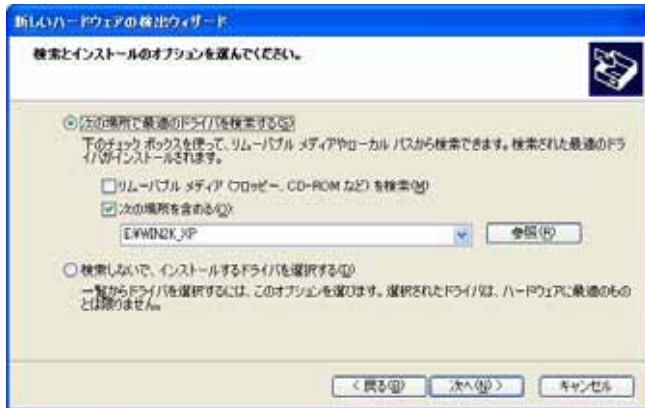 新しいハードウェアの検出ウィザード
検索とインストールのオプションを選んでください。
次の場所で最適のドライバを検索する(S)
下のチェック ボックスを使って、リムーバブル メディアやローカル パスから検索できます。検索された最適のドラ
イバがインストールされます。
リムーバブル メディア (フロッピー、CD-ROM など) を検索(M)
次の場所を含める(O)
E:¥WIN2K_XP
参照(R)
検索しないで、インストールするドライバを選択する(D)
一覧からドライバを選択するには、このオプションを選びます。選択されたドライバは、ハードウェアに最適のもの
とは限りません。
< 戻る(B)
次へ(N) >
キャンセル